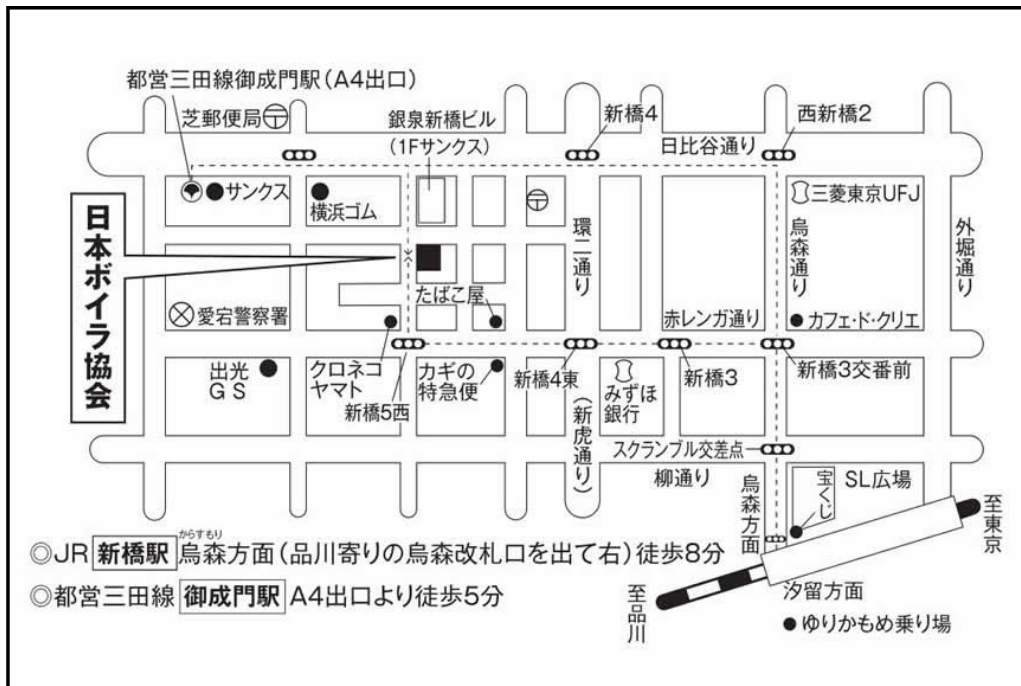 都営三田線御成門駅（A4出口）
芝郵便局
銀泉新橋ビル
（1Fサンクス）
新橋4
西新橋2
日比谷通り
サンクス
横浜ゴム
三菱東京UFJ
日本ボイラ協会
環二通り
烏森通り
外堀通り
たばこ屋
愛宕警察署
赤レンガ通り
カフェ・ド・クリエ
出光
GS
クロネコ
ヤマト
新橋5西
カギの
特急便
新橋4東
みずほ
銀行
新橋3
新橋3交番前
（新虎通り）
スクランブル交差点
柳通り
烏森方面
宝くじ
SL広場
至東京
からすもり
◎JR 新橋駅 烏森方面（品川寄りの烏森改札口を出て右）徒歩8分
◎都営三田線 御成門駅 A4出口より徒歩5分
至品川
汐留方面
●ゆりかもめ乗り場